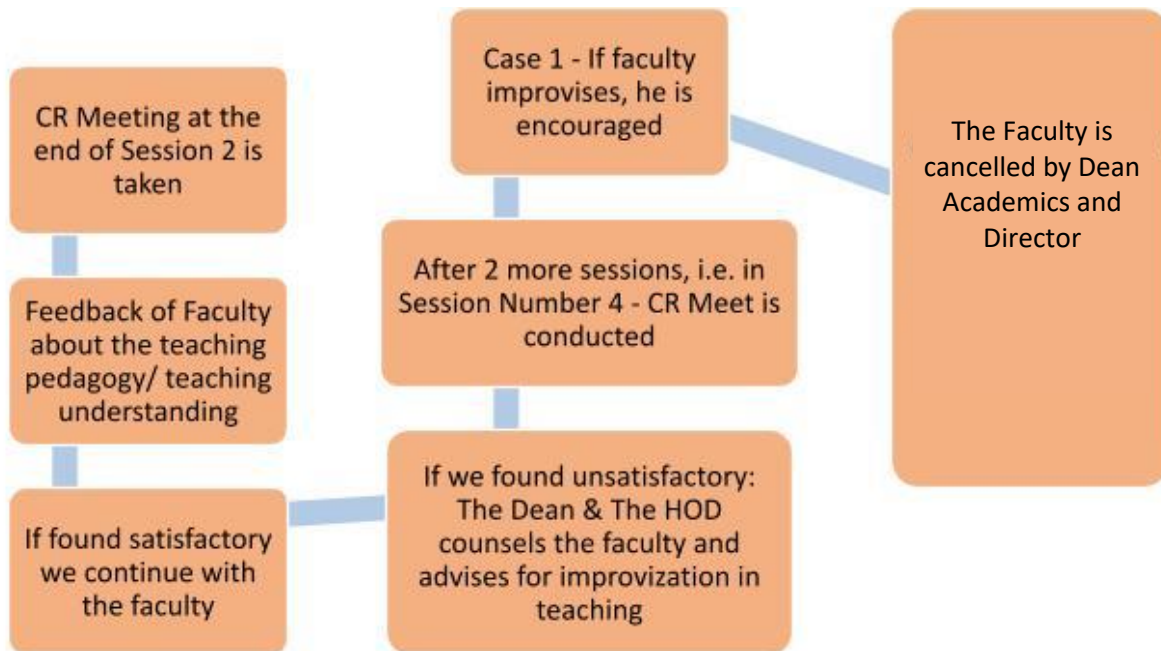 CR Meeting at the
end of Session 2 is
taken
Feedback of Faculty
about the teaching
pedagogy/ teaching
understanding
If found satisfactory
we continue with
the faculty
If we found unsatisfactory:
The Dean & The HOD
counsels the faculty and
advises for improvization in
teaching
After 2 more sessions, i.e. in
Session Number 4 - CR Meet is
conducted
Case 1 - If faculty
improvises, he is
encouraged
The Faculty is
cancelled by Dean
Academics and
Director